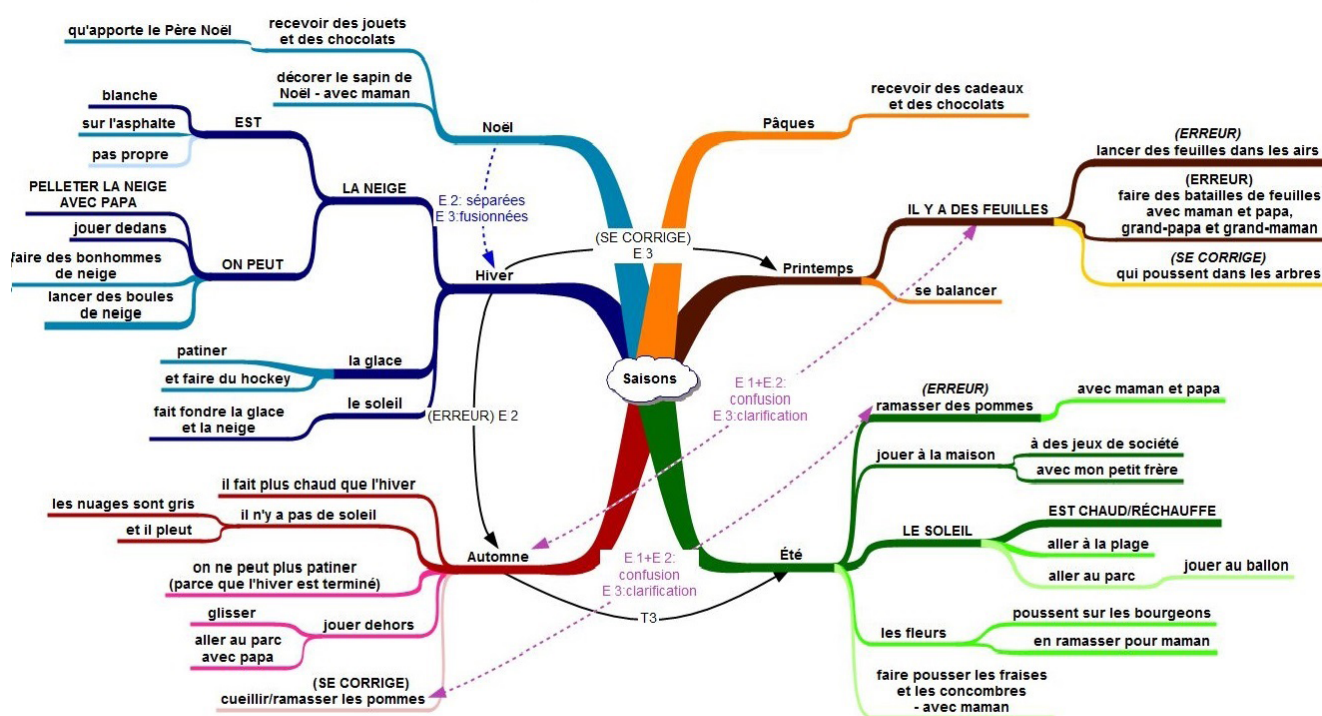 qu'apporte le Père Noël
recevoir des jouets
et des chocolats
décorer le sapin de
Noël - avec maman
Noël
recevoir des cadeaux
et des chocolats
Pâques
blanche
sur l'asphalte
pas propre
EST
PELLETER LA NEIGE
AVEC PAPA
jouer dedans
faire des bonhommes
de neige
lancer des boules
de neige
ON PEUT
LA NEIGE
E 2: séparées
E 3:fusionnées
(SE CORRIGE)
E 3
Hiver
patiner
et faire du hockey
la glace
fait fondre la glace
et la neige
le soleil
(ERREUR) E 2
(ERREUR)
lancer des feuilles dans les airs
(ERREUR)
faire des batailles de feuilles
avec maman et papa,
grand-papa et grand-maman
(SE CORRIGE)
qui poussent dans les arbres
IL Y A DES FEUILLES
Printemps
se balancer
Saisons
E 1+E 2:
confusion
E 3:clarification
(ERREUR)
ramasser des pommes
avec maman et papa
jouer à la maison
à des jeux de société
avec mon petit frère
LE SOLEIL
EST CHAUD/RÉCHAUFFE
aller à la plage
aller au parc
jouer au ballon
Été
les fleurs
poussent sur les bourgeons
en ramasser pour maman
faire pousser les fraises
et les concombres
- avec maman
il fait plus chaud que l'hiver
les nuages sont gris
et il pleut
il n'y a pas de soleil
Automne
on ne peut plus patiner
(parce que l'hiver est terminé)
glisser
aller au parc
avec papa
jouer dehors
(SE CORRIGE)
cueillir/ramasser les pommes
E 1+E 2:
confusion
E 3:clarification
T3